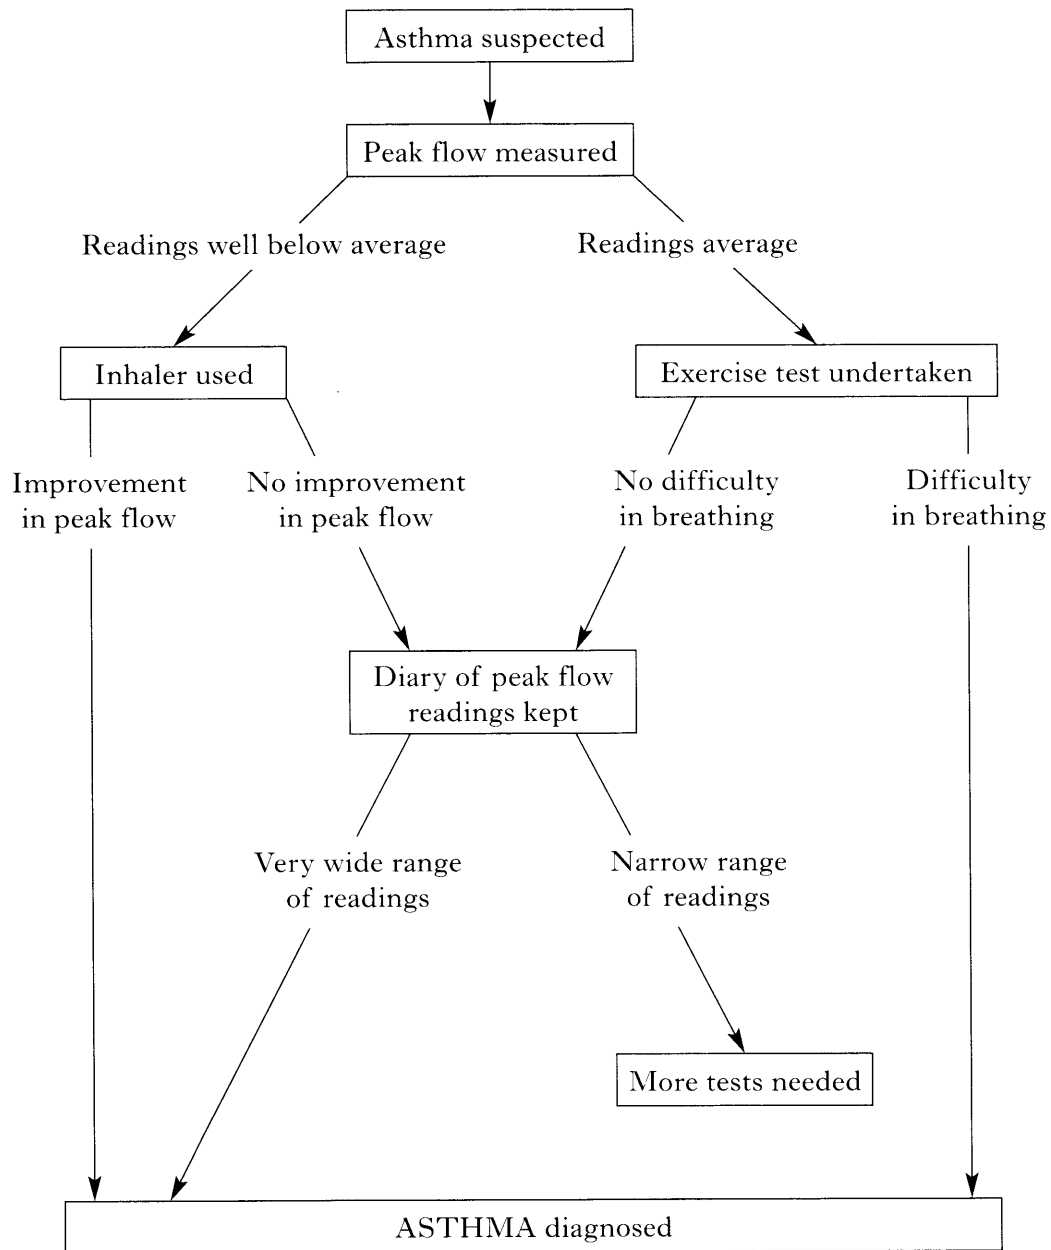 Asthma suspected
Peak flow measured
Readings well below average
Readings average
Inhaler used
Exercise test undertaken
Improvement
in peak flow
No improvement
in peak flow
No difficulty
in breathing
Difficulty
in breathing
Diary of peak flow
readings kept
Very wide range
of readings
Narrow range
of readings
More tests needed
ASTHMA diagnosed